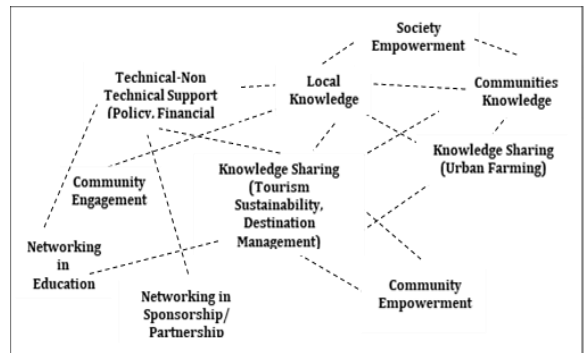 Society
Empowerment
Technical-Non
Technical Support
(Policy, Financial
Local
Knowledge
Communities
Knowledge
Knowledge Sharing
(Urban Farming)
Knowledge Sharing
(Tourism
Sustainability,
Destination
Management)
Community
Engagement
Networking
in
Education
Networking in
Sponsorship/
Partnership
Community
Empowerment